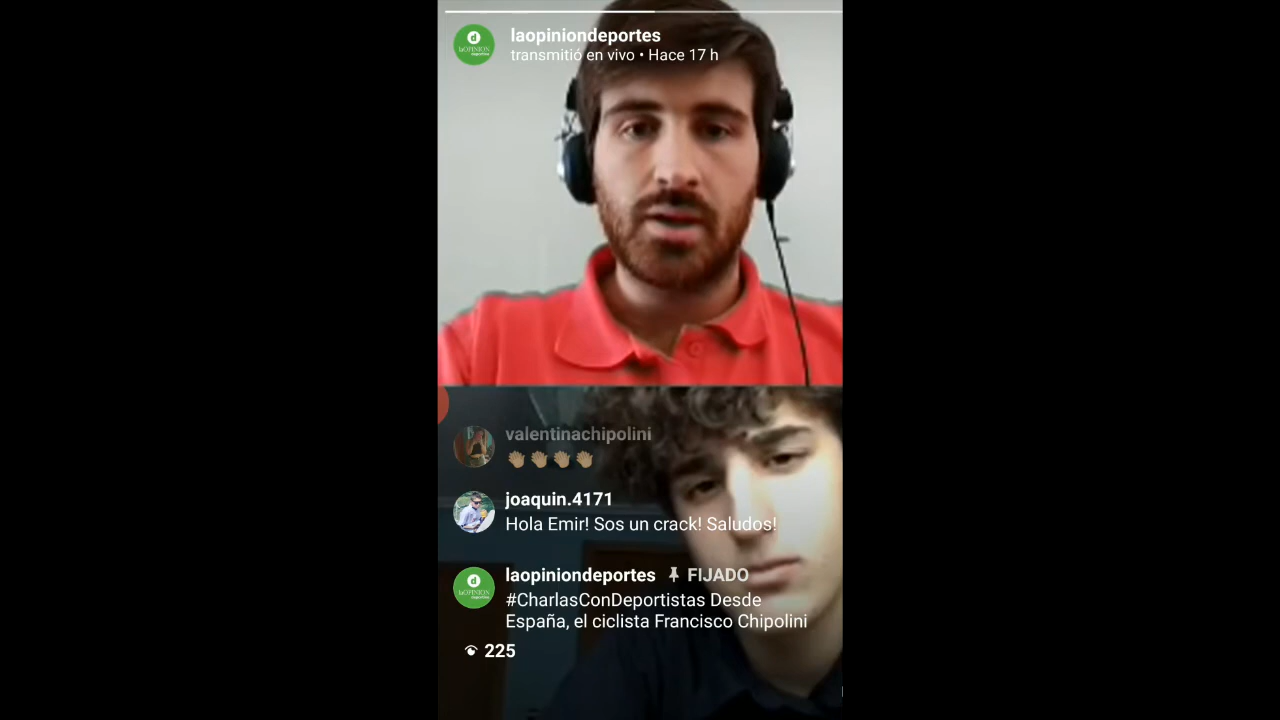 laopiniondeportes
transmitió en vivo • Hace 17 h
valentinachipolini
👏🏼👏🏼👏🏼👏🏼
joaquin.4171
Hola Emir! Sos un crack! Saludos!
laopiniondeportes FIJADO
#CharlasConDeportistas Desde
España, el ciclista Francisco Chipolini
225